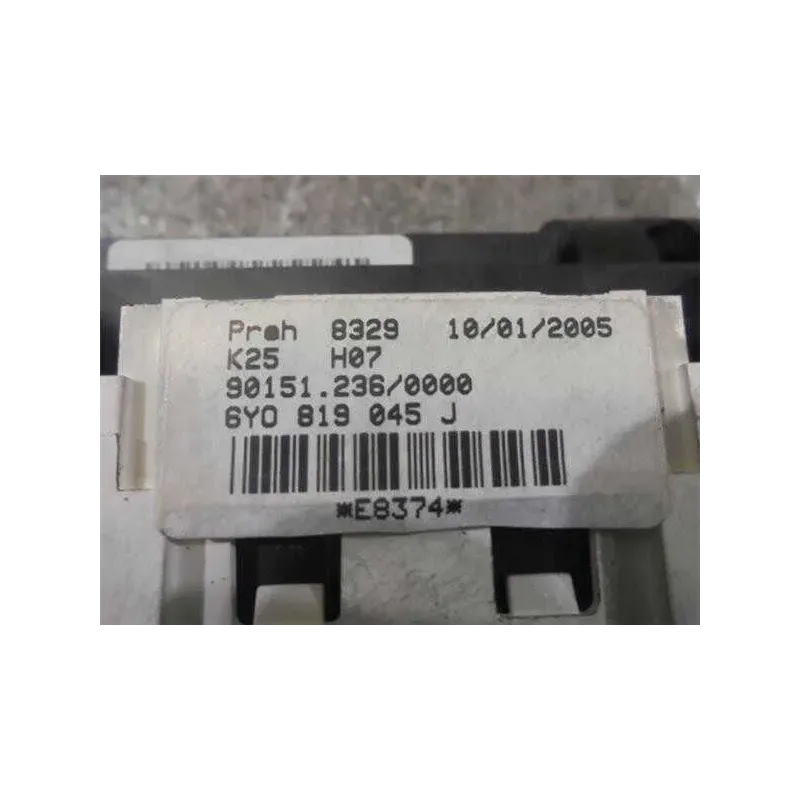 Preh 8329 10/01/2005
K25 H07
90151.236/0000
6Y0 819 045 J
*E8374*